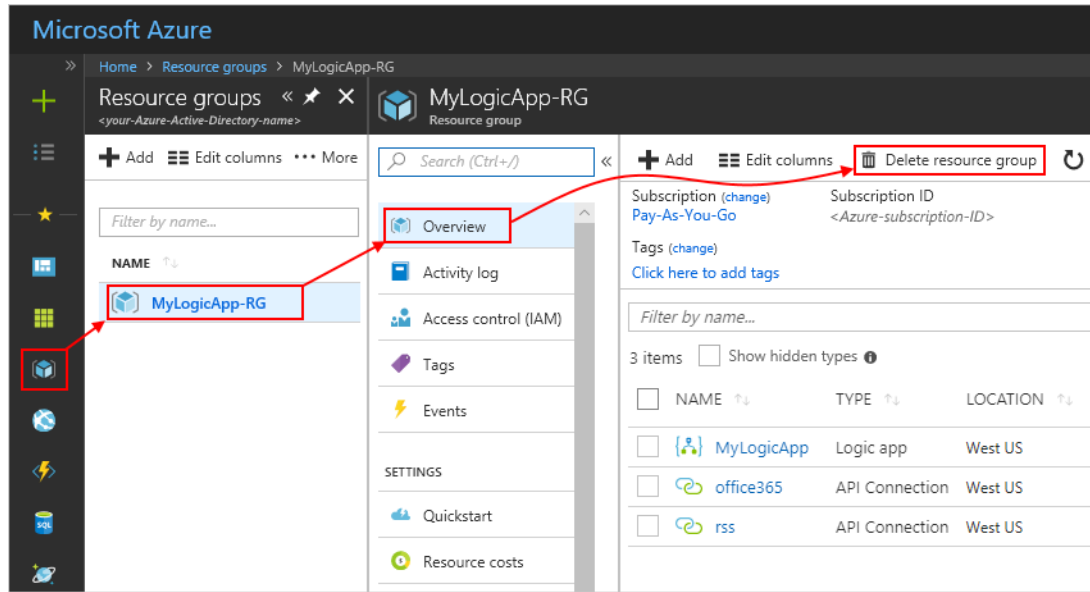 Microsoft Azure
» Home > Resource groups > MyLogicApp-RG
Resource groups « 
<your-Azure-Active-Directory-name>
Add Edit columns ••• More
Filter by name...
NAME ↑↓
MyLogicApp-RG
MyLogicApp-RG
Resource group
Search (Ctrl+/) «
Overview
Activity log
Access control (IAM)
Tags
Events
SETTINGS
Quickstart
Resource costs
Add Edit columns Delete resource group
Subscription (change) Subscription ID
Pay-As-You-Go <Azure-subscription-ID>
Tags (change)
Click here to add tags
Filter by name...
3 items Show hidden types
NAME ↑↓ TYPE ↑↓ LOCATION ↑↓
MyLogicApp Logic app West US
office365 API Connection West US
rss API Connection West US
SQL